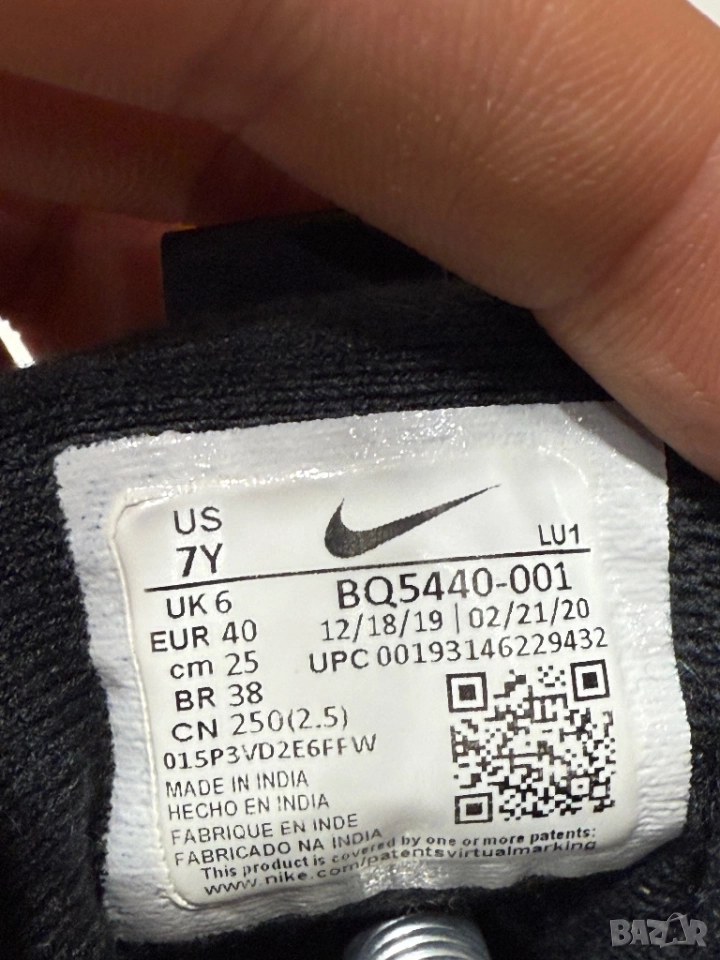 US
7Y
LU1
UK 6
BQ5440-001
EUR 40
12/18/19 | 02/21/20
cm 25
UPC 00193146229432
BR 38
CN 250(2.5)
015P3VD2E6FFW
MADE IN INDIA
HECHO EN INDIA
FABRIQUE EN INDE
FABRICADO NA INDIA
This product is covered by one or more patents:
www.nike.com/patentsvirtualmarking
BAZAR